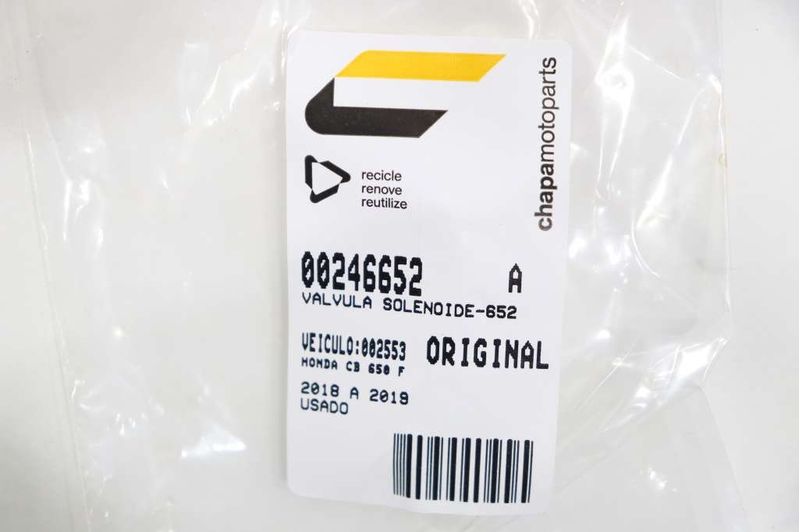 chapamotoparts
recicle
renove
reutilize
00246652 A
VALVULA SOLENOIDE-652
VEICULO:002553 ORIGINAL
HONDA CB 650 F
2018 A 2019
USADO